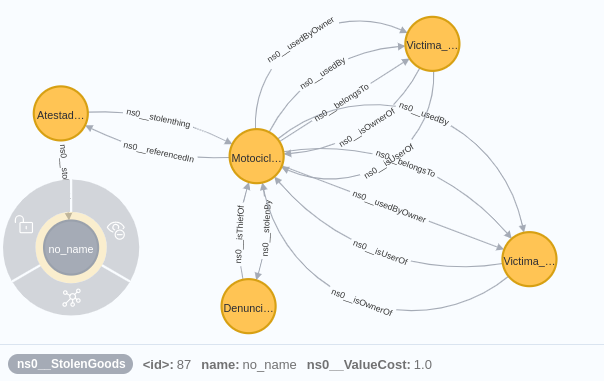 ns0__usedByOwner
Victima_...
ns0__usedBy
ns0__belongsTo
ns0__usedBy
Atestad...
ns0__stolenthing
ns0__isOwnerOf
ns0__referencedIn
Motocicl...
ns0__isUserOf
ns0__belongsTo
ns0__sto
ns0__usedByOwner
ns0__isThiefOf
ns0__stolenBy
no_name
ns0__isUserOf
Victima_...
ns0__isOwnerOf
Denunci...
ns0__StolenGoods <id>: 87 name: no_name ns0__ValueCost: 1.0